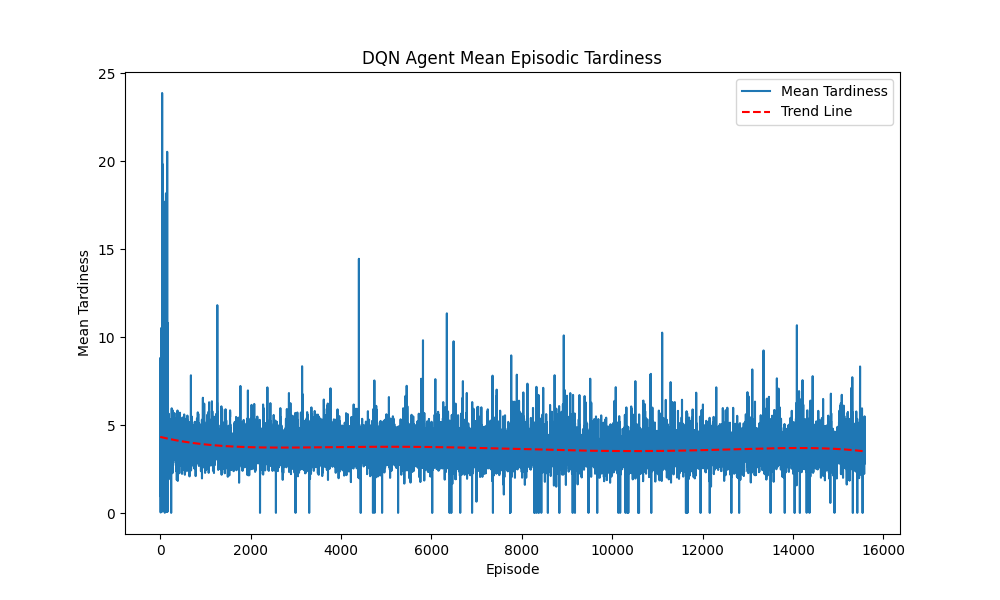 DQN Agent Mean Episodic Tardiness
Mean Tardiness
Trend Line
Mean Tardiness
25
20
15
10
5
0
0 2000 4000 6000 8000 10000 12000 14000 16000
Episode